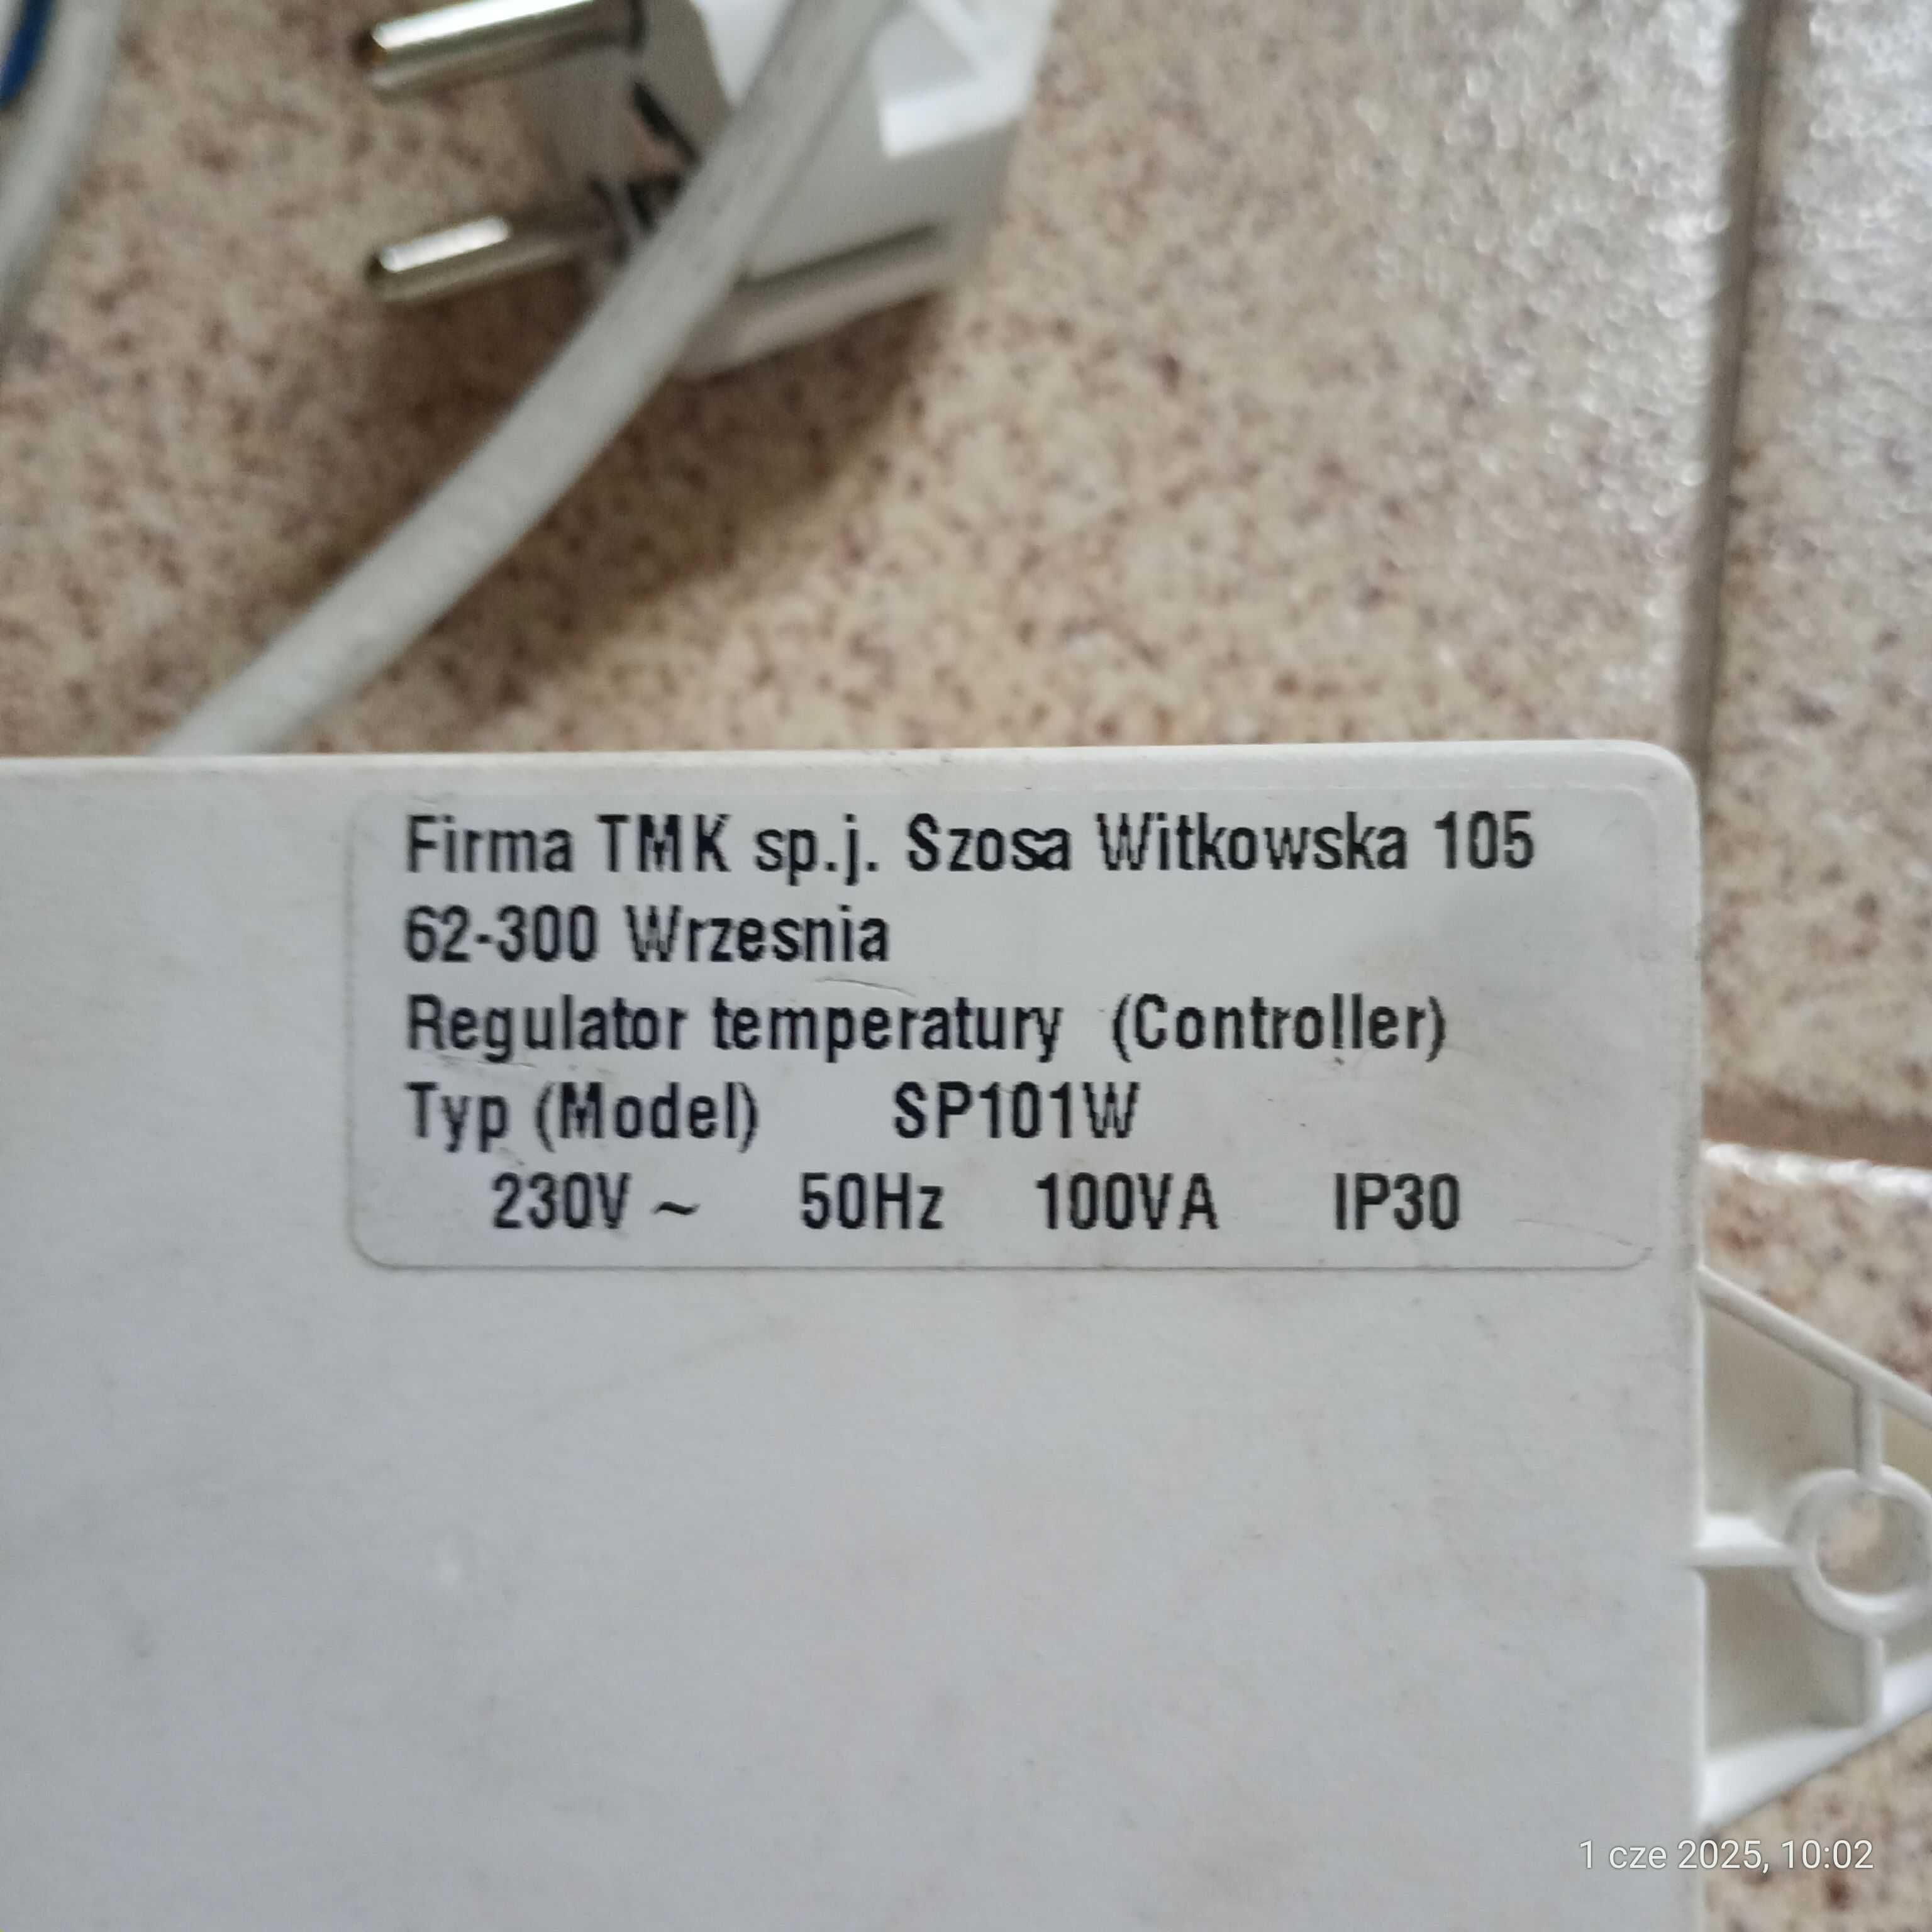 Firma TMK sp.j. Szosa Witkowska 105
62-300 Wrzesnia
Regulator temperatury (Controller)
Typ (Model) SP101W
230V ~ 50Hz 100VA IP30
1 cze 2025, 10:02